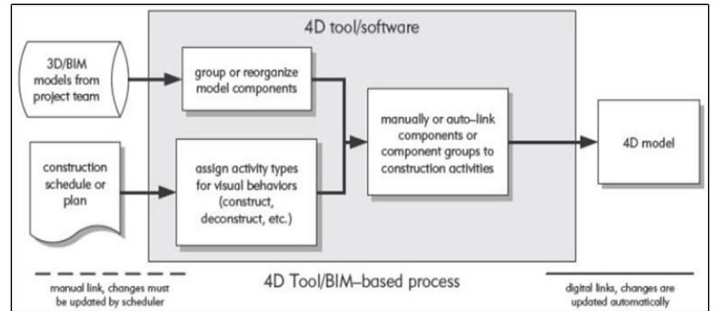 4D tool/software
3D/BIM
models from
project team
group or reorganize
model components
construction
schedule or
plan
assign activity types
for visual behaviors
(construct,
deconstruct, etc.)
manually or auto–link
components or
component groups to
construction activities
4D model
manual link, changes must
be updated by scheduler
4D Tool/BIM–based process
digital links, changes are
updated automatically